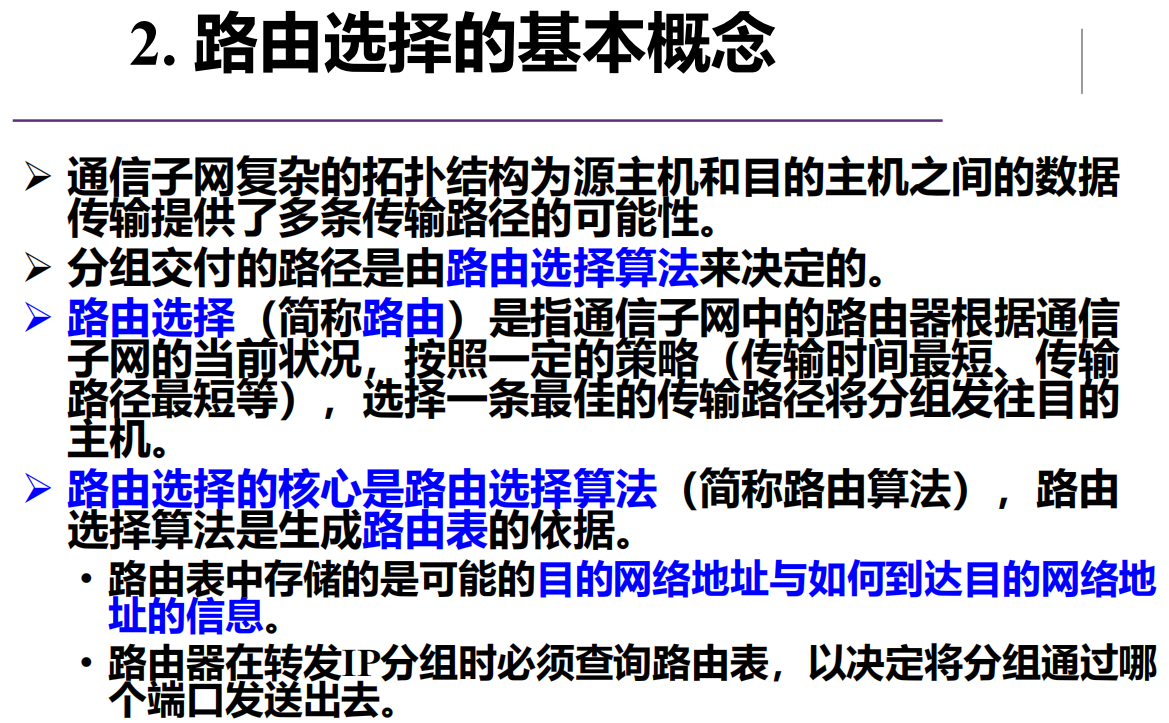 2. 路由选择的基本概念
➢ 通信子网复杂的拓扑结构为源主机和目的主机之间的数据
传输提供了多条传输路径的可能性。
➢ 分组交付的路径是由路由选择算法来决定的。
➢ 路由选择（简称路由）是指通信子网中的路由器根据通信
子网的当前状况，按照一定的策略（传输时间最短、传输
路径最短等），选择一条最佳的传输路径将分组发往目的
主机。
➢ 路由选择的核心是路由选择算法（简称路由算法），路由
选择算法是生成路由表的依据。
• 路由表中存储的是可能的目的网络地址与如何到达目的网络地
址的信息。
• 路由器在转发IP分组时必须查询路由表，以决定将分组通过哪
个端口发送出去。